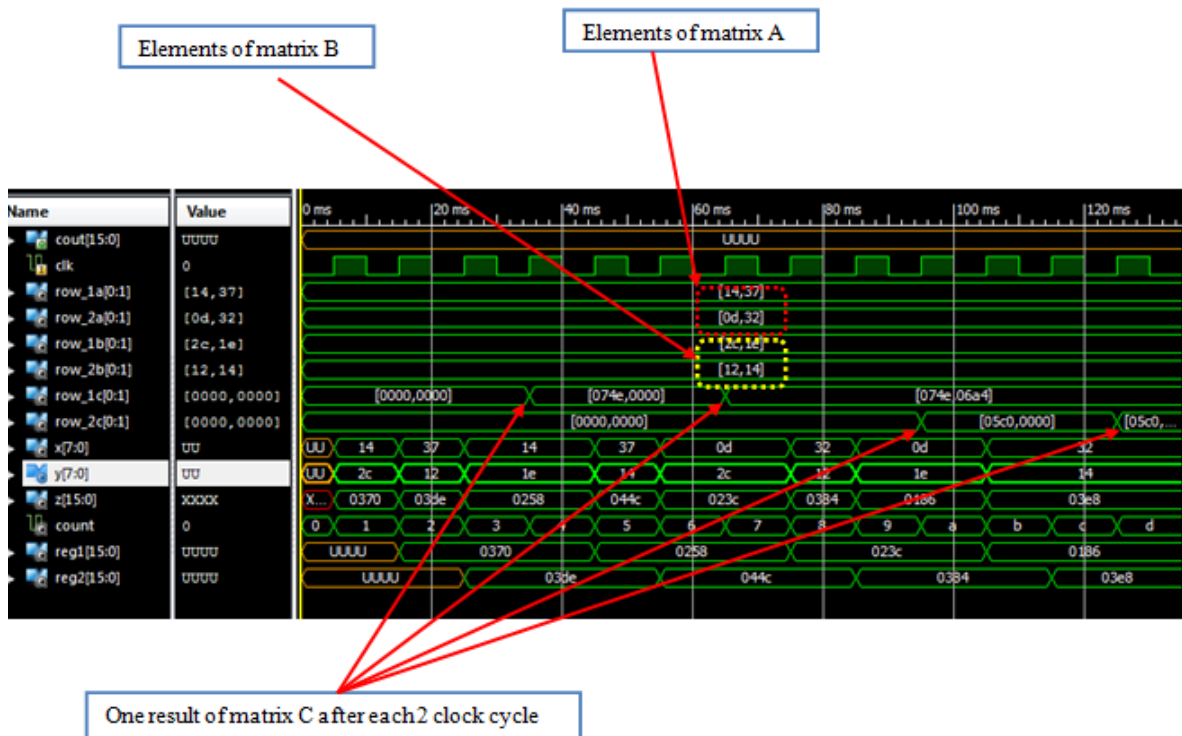 Elements of matrix B
Elements of matrix A
Name Value 0 ms 20 ms 40 ms 60 ms 80 ms 100 ms 120 ms
cout[15:0] UUUU UUUU
clk 0
row_1a[0:1] [14,37] [14,37]
row_2a[0:1] [0d,32] [0d,32]
row_1b[0:1] [2c,1e] [2c,1e]
row_2b[0:1] [12,14] [12,14]
row_1c[0:1] [0000,0000] [0000,0000] [074e,0000] [074e,06a4]
row_2c[0:1] [0000,0000] [0000,0000] [05c0,0000] [05c0,...
x[7:0] UU UU 14 37 14 37 0d 32 0d 32
y[7:0] UU UU 2c 12 1e 14 2c 12 1e 14
z[15:0] XXXX X... 0370 03de 0258 044c 023c 0384 0186 03e8
count 0 0 1 2 3 4 5 6 7 8 9 a b c d
reg1[15:0] UUUU UUUU 0370 0258 023c 0186
reg2[15:0] UUUU UUUU 03de 044c 0384 03e8
One result of matrix C after each2 clock cycle